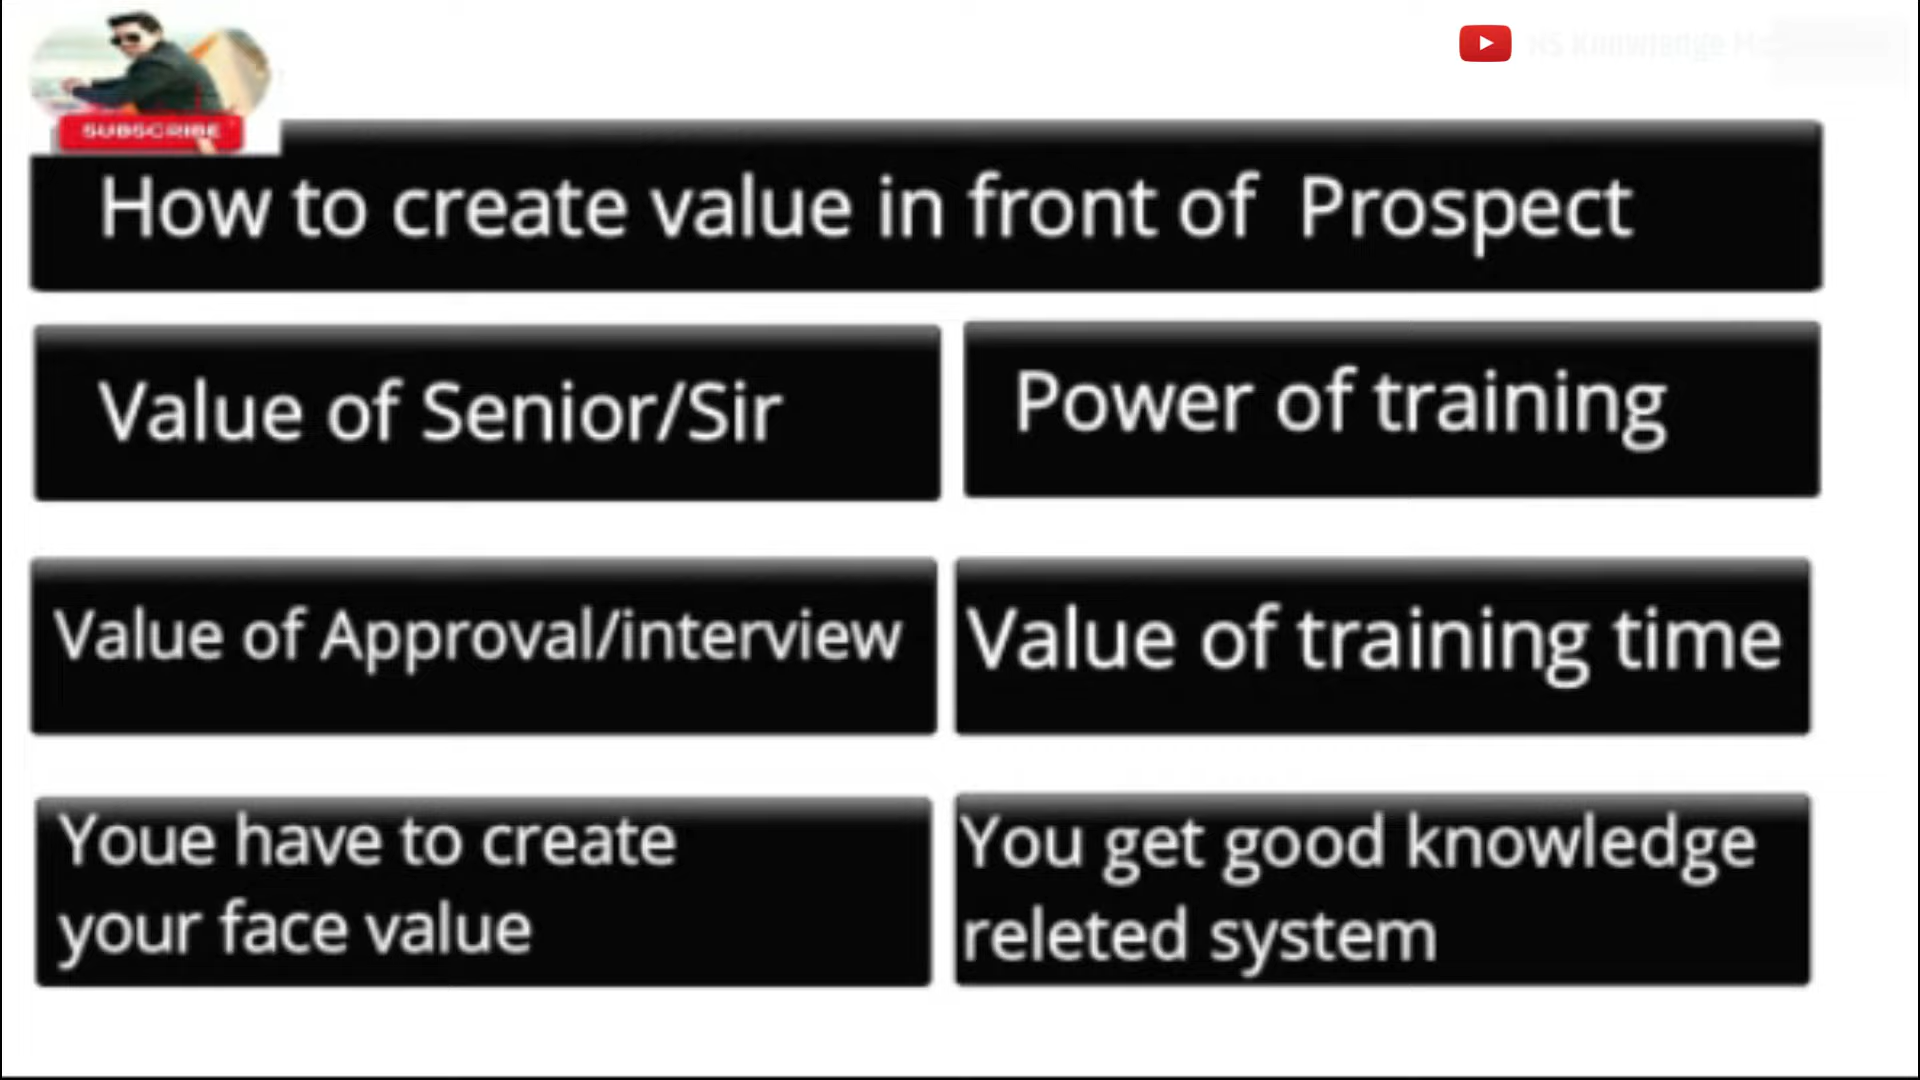 SUBSCRIBE
How to create value in front of Prospect
Value of Senior/Sir
Power of training
Value of Approval/interview
Value of training time
Youe have to create
your face value
You get good knowledge
releted system